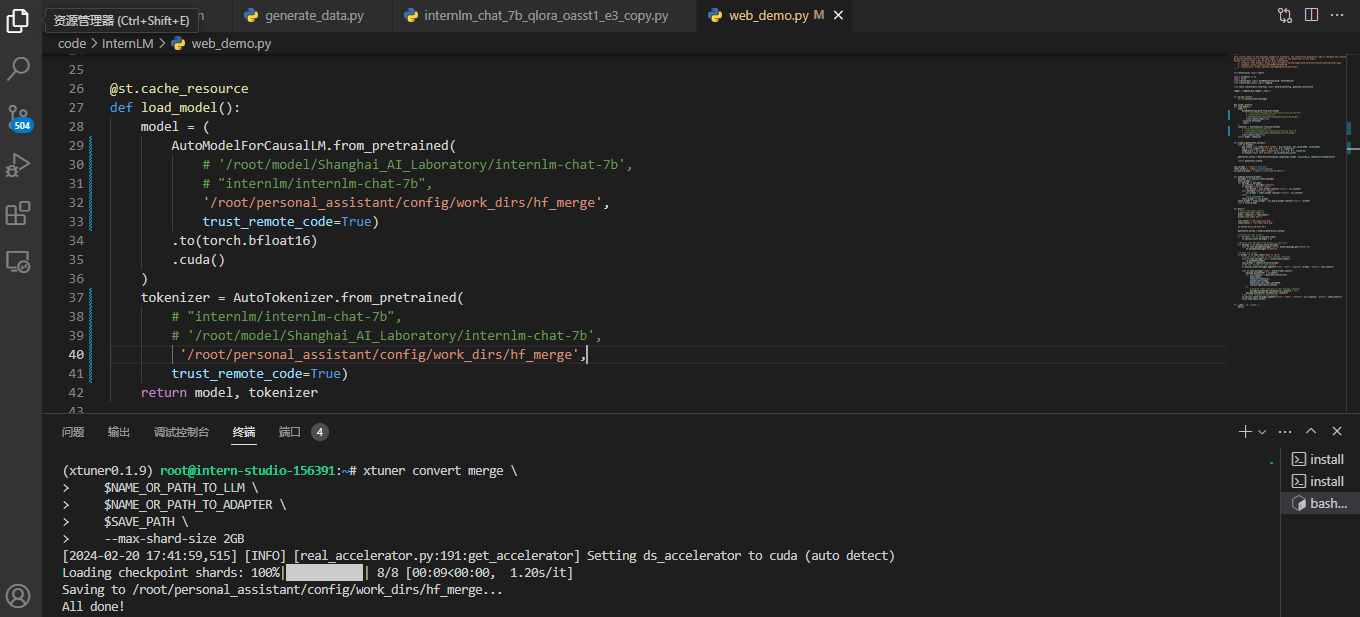 资源管理器 (Ctrl+Shift+E)
generate_data.py
internlm_chat_7b_qlora_oasst1_e3_copy.py
web_demo.py M
code > InternLM > web_demo.py
25
26 @st.cache_resource
27 def load_model():
28 model = (
29 AutoModelForCausalLM.from_pretrained(
30 # '/root/model/Shanghai_AI_Laboratory/internlm-chat-7b',
31 # "internlm/internlm-chat-7b",
32 '/root/personal_assistant/config/work_dirs/hf_merge',
33 trust_remote_code=True)
34 .to(torch.bfloat16)
35 .cuda()
36 )
37 tokenizer = AutoTokenizer.from_pretrained(
38 # "internlm/internlm-chat-7b",
39 # '/root/model/Shanghai_AI_Laboratory/internlm-chat-7b',
40 '/root/personal_assistant/config/work_dirs/hf_merge',
41 trust_remote_code=True)
42 return model, tokenizer
43
504
问题 输出 调试控制台 终端 端口 4
(xtuner0.1.9) root@intern-studio-156391:~# xtuner convert merge \
> $NAME_OR_PATH_TO_LLM \
> $NAME_OR_PATH_TO_ADAPTER \
> $SAVE_PATH \
> --max-shard-size 2GB
[2024-02-20 17:41:59,515] [INFO] [real_accelerator.py:191:get_accelerator] Setting ds_accelerator to cuda (auto detect)
Loading checkpoint shards: 100%| | 8/8 [00:09<00:00, 1.20s/it]
Saving to /root/personal_assistant/config/work_dirs/hf_merge...
All done!
install
install
bash...